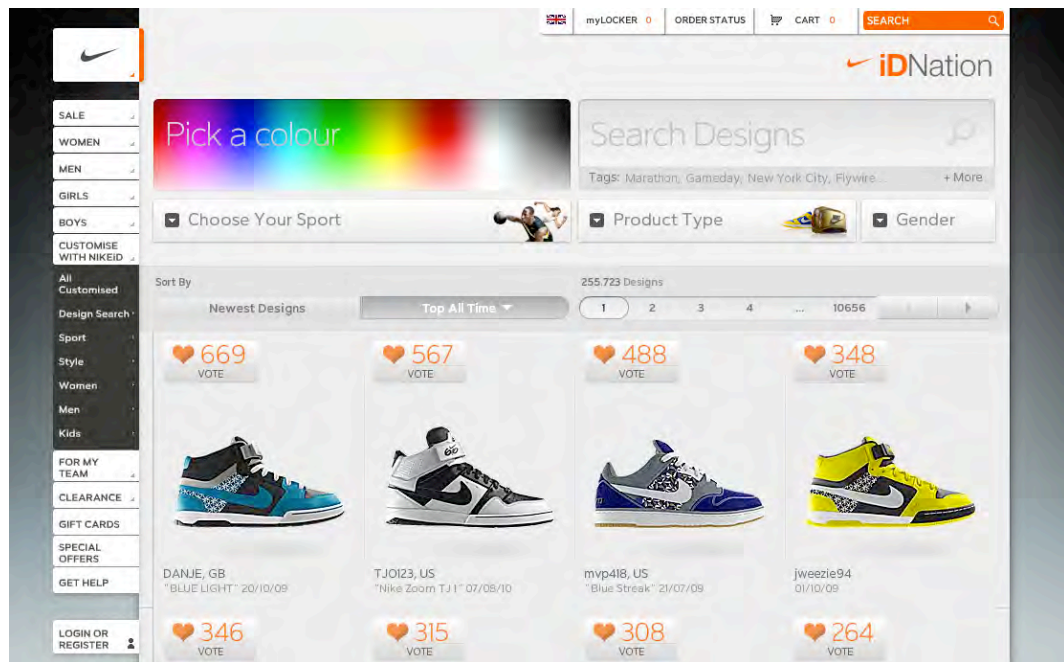 myLOCKER 0
ORDER STATUS
CART 0
SEARCH
iDNation
SALE
WOMEN
MEN
GIRLS
BOYS
CUSTOMISE
WITH NIKEiD
All
Customised
Design Search
Sport
Style
Women
Men
Kids
FOR MY
TEAM
CLEARANCE
GIFT CARDS
SPECIAL
OFFERS
GET HELP
LOGIN OR
REGISTER
Pick a colour
Search Designs
Tags: Marathon, Gameday, New York City, Flywire...
+ More
Choose Your Sport
Product Type
Gender
Sort By
Newest Designs
Top All Time
255.723 Designs
1 2 3 4 ... 10656
669
VOTE
567
VOTE
488
VOTE
348
VOTE
DANJE, GB
"BLUE LIGHT" 20/10/09
TJO123, US
"Nike Zoom TJ 1" 07/08/10
mvp418, US
"Blue Streak" 21/07/09
jweezie94
01/10/09
346
VOTE
315
VOTE
308
VOTE
264
VOTE